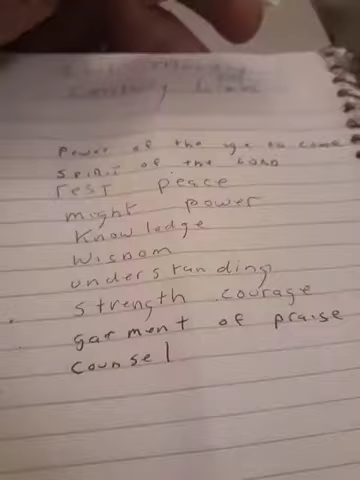 Power of the age to come
SPIRIT of the LORD
rest peace
might power
Knowledge
Wisdom
understanding
strength courage
garment of praise
Counsel